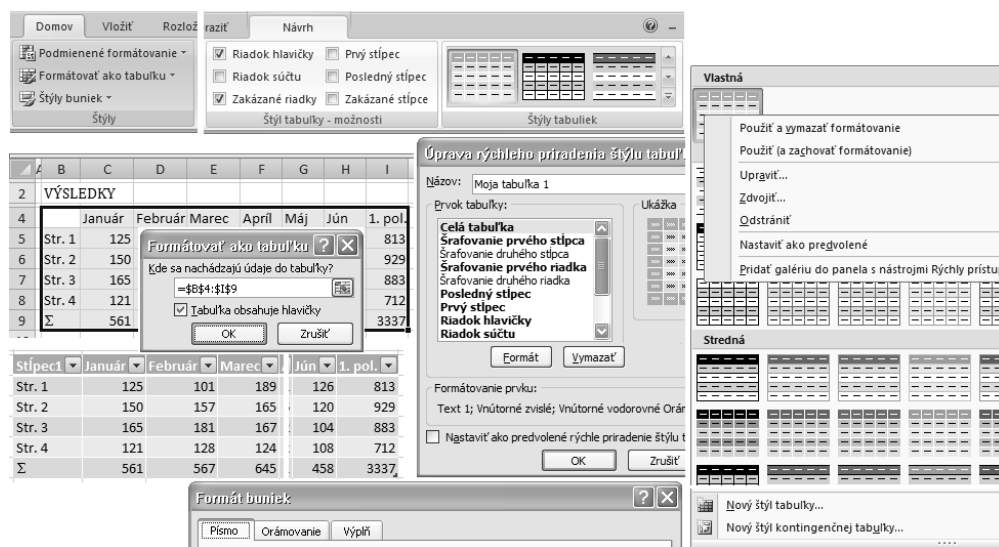 Domov Vložiť Rozlož
Podmienené formátovanie
Formátovať ako tabuľku
Štýly buniek
Štýly
raziť Návrh
Riadok hlavičky Prvý stĺpec
Riadok súčtu Posledný stĺpec
Zakázané riadky Zakázané stĺpce
Štýl tabuľky - možnosti Štýly tabuliek
B C D E F G H I
2 VÝSLEDKY
4 Január Február Marec Apríl Máj Jún 1. pol.
5 Str. 1 125 813
6 Str. 2 150 929
7 Str. 3 165 883
8 Str. 4 121 712
9 Σ 561 3337
Formátovať ako tabuľku
Kde sa nachádzajú údaje do tabuľky?
=$B$4:$I$9
Tabuľka obsahuje hlavičky
OK Zrušiť
Stĺpec1 Január Február Marec Jún 1. pol.
Str. 1 125 101 189 126 813
Str. 2 150 157 165 120 929
Str. 3 165 181 167 104 883
Str. 4 121 128 124 108 712
Σ 561 567 645 458 3337
Úprava rýchleho priradenia štýlu tabuľ
Názov: Moja tabuľka 1
Prvok tabuľky: Ukážka
Celá tabuľka
Šrafovanie prvého stĺpca
Šrafovanie druhého stĺpca
Šrafovanie prvého riadka
Šrafovanie druhého riadka
Posledný stĺpec
Prvý stĺpec
Riadok hlavičky
Riadok súčtu
Formát Vymazať
Formátovanie prvku:
Text 1; Vnútorné zvislé; Vnútorné vodorovné Orám
Nastaviť ako predvolené rýchle priradenie štýlu t
OK Zrušiť
Formát buniek
Písmo Orámovanie Výplň
Vlastná
Použiť a vymazať formátovanie
Použiť (a zachovať formátovanie)
Upraviť...
Zdvojiť...
Odstrániť
Nastaviť ako predvolené
Pridať galériu do panela s nástrojmi Rýchly prístu
Stredná
Nový štýl tabuľky...
Nový štýl kontingenčnej tabuľky...